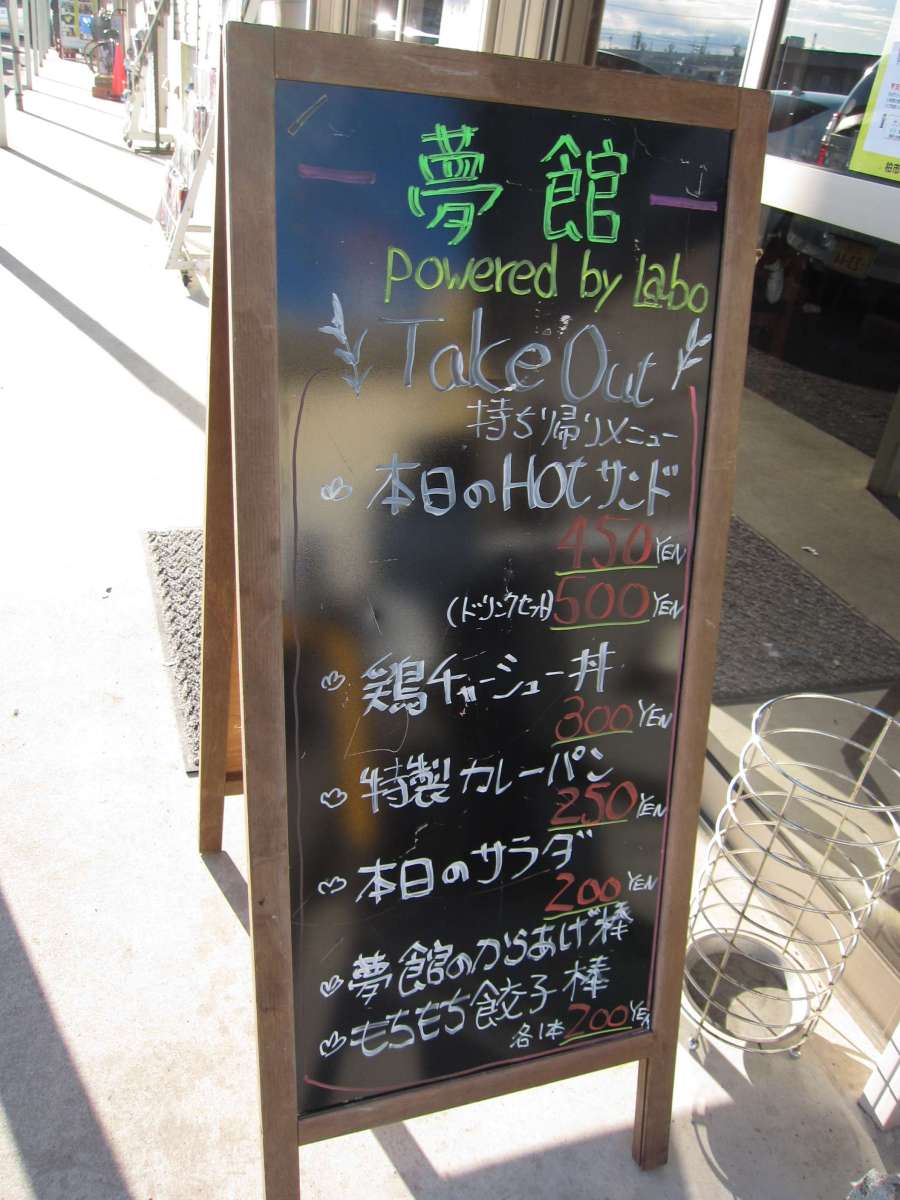 夢館
powered by Labo
Take Out
持ち帰りメニュー
本日のHotサンド
450 YEN
(ドリンクセット) 500 YEN
鶏チャーシュー丼
300 YEN
特製カレーパン
250 YEN
本日のサラダ
200 YEN
夢館のからあげ棒
もちもち餃子棒
各1本 200 YEN